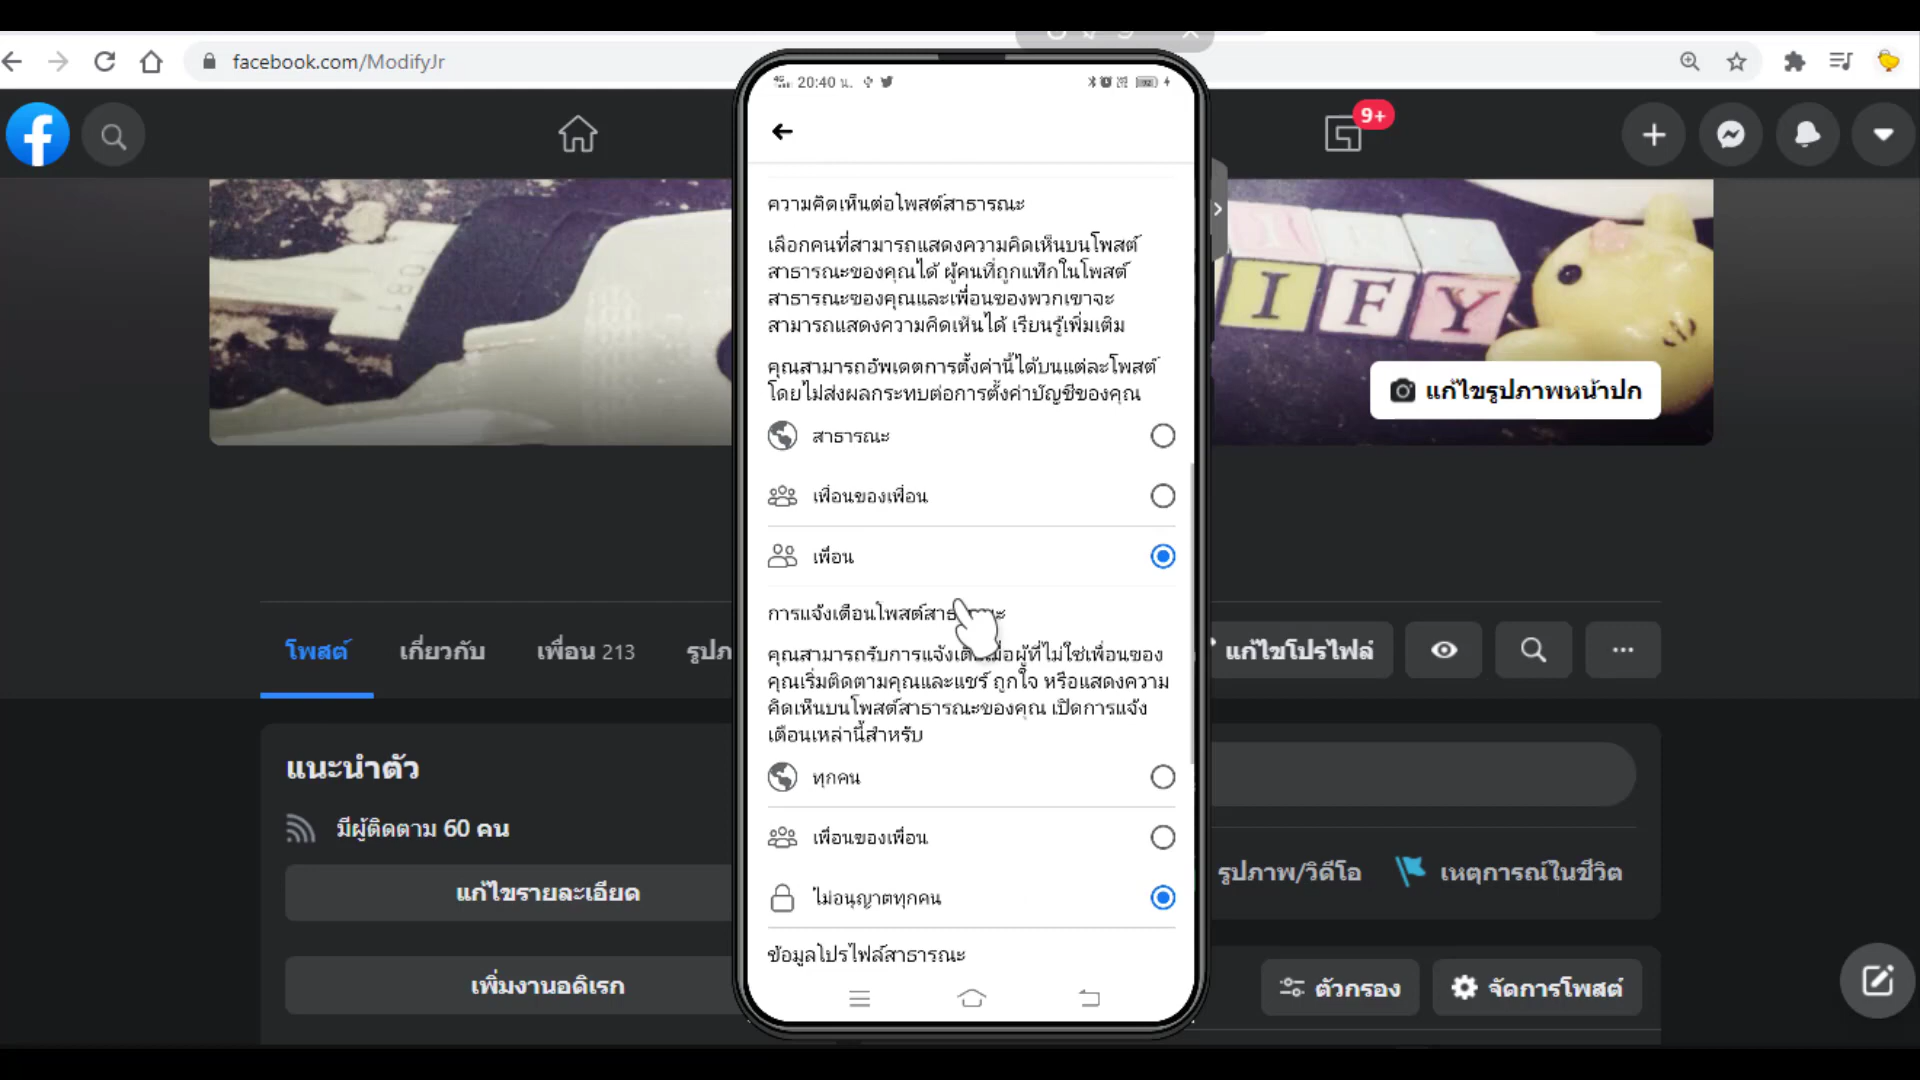 facebook.com/ModifyJr
9+
20:40 น.
ความคิดเห็นต่อโพสต์สาธารณะ
เลือกคนที่สามารถแสดงความคิดเห็นบนโพสต์
สาธารณะของคุณได้ ผู้คนที่ถูกแท็กในโพสต์
สาธารณะของคุณและเพื่อนของพวกเขาจะ
สามารถแสดงความคิดเห็นได้ เรียนรู้เพิ่มเติม
คุณสามารถอัพเดตการตั้งค่านี้ได้บนแต่ละโพสต์
โดยไม่ส่งผลกระทบต่อการตั้งค่าบัญชีของคุณ
สาธารณะ
เพื่อนของเพื่อน
เพื่อน
การแจ้งเตือนโพสต์สาธารณะ
คุณสามารถรับการแจ้งเตือนเมื่อผู้ที่ไม่ใช่เพื่อนของ
คุณเริ่มติดตามคุณและแชร์ ถูกใจ หรือแสดงความ
คิดเห็นบนโพสต์สาธารณะของคุณ เปิดการแจ้ง
เตือนเหล่านี้สำหรับ
ทุกคน
เพื่อนของเพื่อน
ไม่อนุญาตทุกคน
ข้อมูลโปรไฟล์สาธารณะ
I F Y
แก้ไขรูปภาพหน้าปก
โพสต์ เกี่ยวกับ เพื่อน 213
แก้ไขโปรไฟล์
แนะนำตัว
มีผู้ติดตาม 60 คน
แก้ไขรายละเอียด
เพิ่มงานอดิเรก
รูปภาพ/วิดีโอ เหตุการณ์ในชีวิต
ตัวกรอง จัดการโพสต์